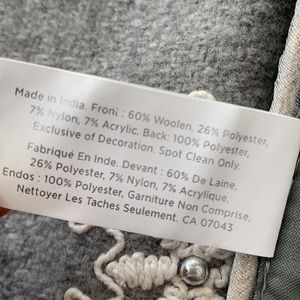 Made in India. Front : 60% Woolen, 26% Polyester,
7% Nylon, 7% Acrylic. Back: 100% Polyester,
Exclusive of Decoration. Spot Clean Only.
Fabriqué En Inde. Devant : 60% De Laine,
26% Polyester, 7% Nylon, 7% Acrylique,
Endos : 100% Polyester, Garniture Non Comprise,
Nettoyer Les Taches Seulement. CA 07043